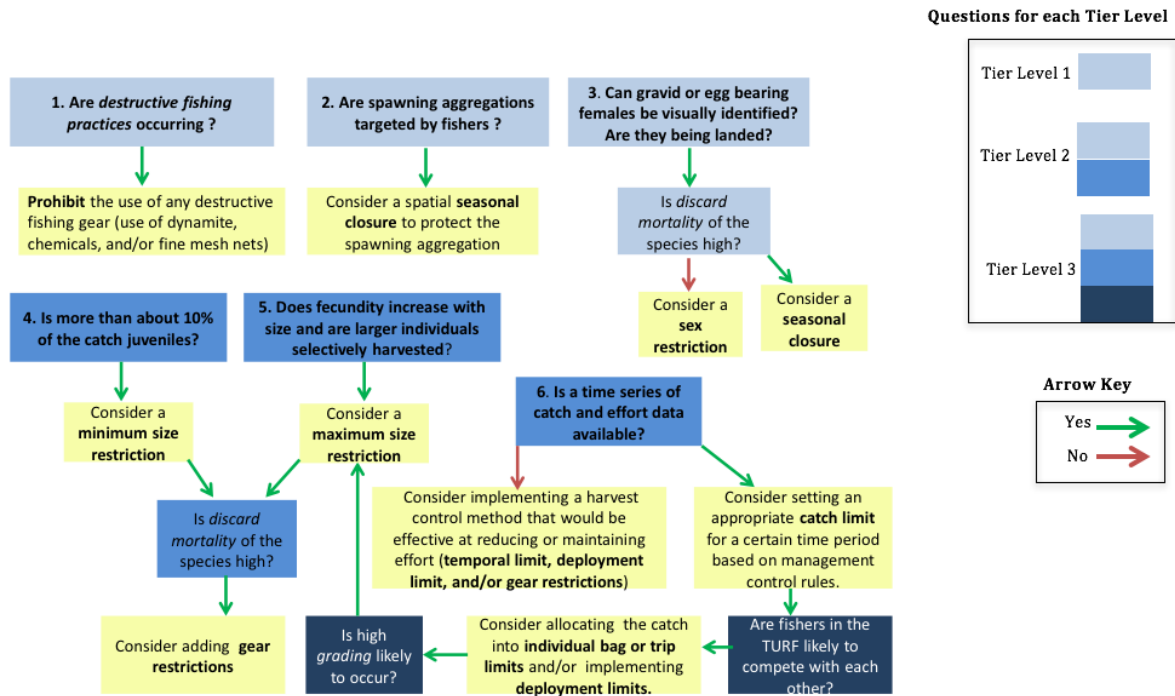 Questions for each Tier Level
Tier Level 1
Tier Level 2
Tier Level 3
1. Are destructive fishing
practices occurring ?
2. Are spawning aggregations
targeted by fishers ?
3. Can gravid or egg bearing
females be visually identified?
Are they being landed?
Prohibit the use of any destructive
fishing gear (use of dynamite,
chemicals, and/or fine mesh nets)
Consider a spatial seasonal
closure to protect the
spawning aggregation
Is discard
mortality of the
species high?
Consider a
sex
restriction
Consider a
seasonal
closure
4. Is more than about 10%
of the catch juveniles?
5. Does fecundity increase with
size and are larger individuals
selectively harvested?
Consider a
minimum size
restriction
Consider a
maximum size
restriction
6. Is a time series of
catch and effort data
available?
Is discard
mortality of the
species high?
Consider implementing a harvest
control method that would be
effective at reducing or maintaining
effort (temporal limit, deployment
limit, and/or gear restrictions)
Consider setting an
appropriate catch limit
for a certain time period
based on management
control rules.
Consider adding gear
restrictions
Is high
grading likely
to occur?
Consider allocating the catch
into individual bag or trip
limits and/or implementing
deployment limits.
Are fishers in the
TURF likely to
compete with each
other?
Arrow Key
Yes
No